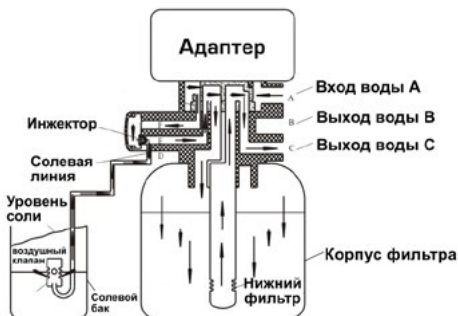 Адаптер
Вход воды A
A
Выход воды B
B
Выход воды C
C
Инжектор
D
Солевая
линия
Уровень
соли
воздушный
клапан
Солевой
бак
Нижний
фильтр
Корпус фильтра